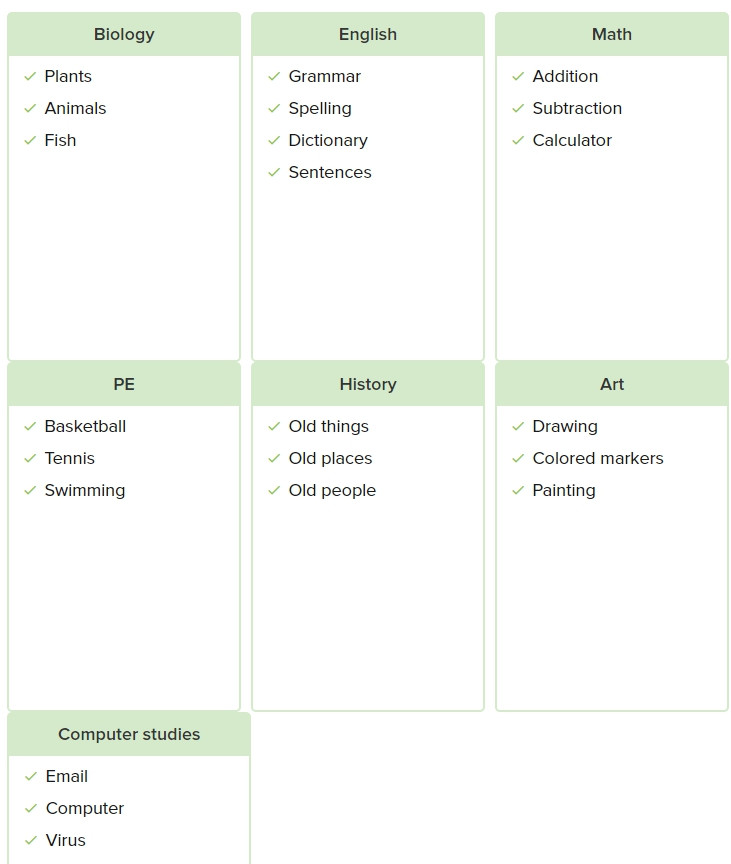 Biology
Plants
Animals
Fish
English
Grammar
Spelling
Dictionary
Sentences
Math
Addition
Subtraction
Calculator
PE
Basketball
Tennis
Swimming
History
Old things
Old places
Old people
Art
Drawing
Colored markers
Painting
Computer studies
Email
Computer
Virus